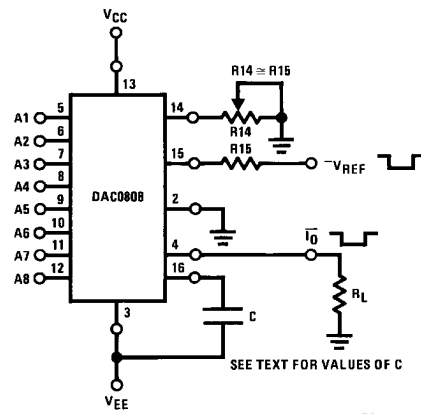 VCC
13
R14 ≅ R15
A1 5
14
R14
A2 6
A3 7
15
R15
–VREF
A4 8
DAC0808
A5 9
2
A6 10
A7 11
4
IO
A8 12
16
RL
C
3
SEE TEXT FOR VALUES OF C
VEE